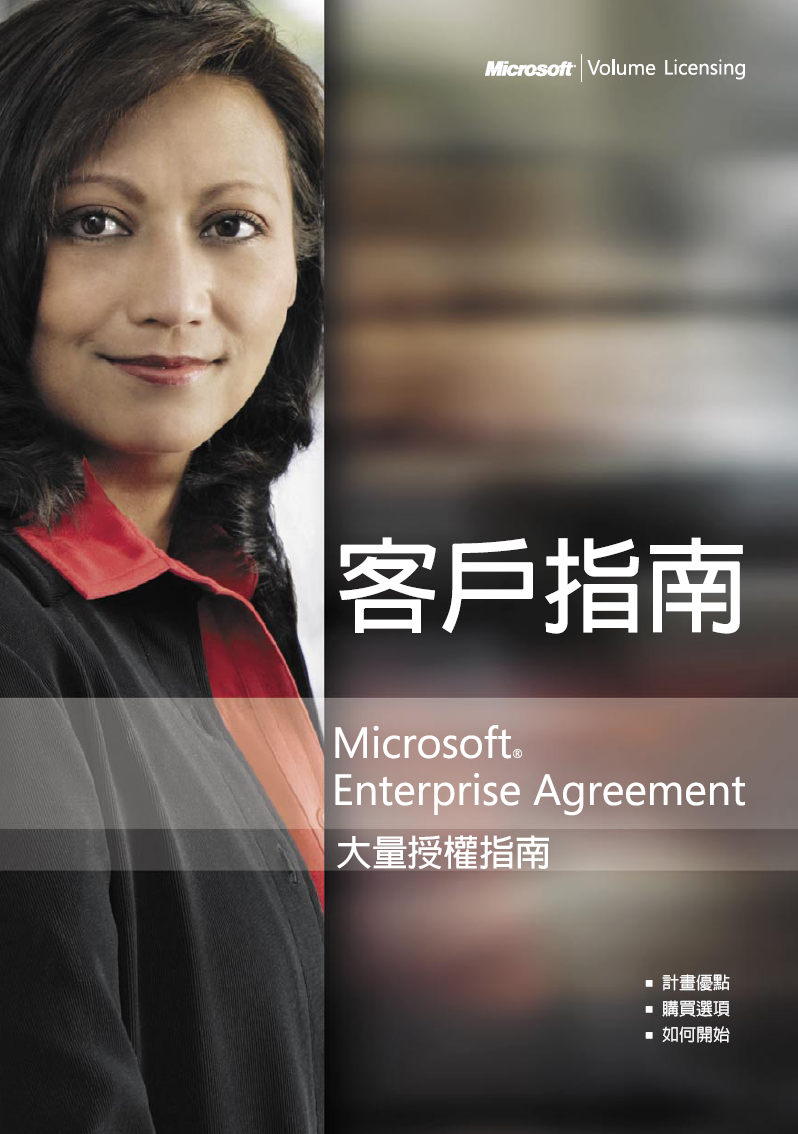 Microsoft® | Volume Licensing
客戶指南
Microsoft®
Enterprise Agreement
大量授權指南
▪ 計畫優點
▪ 購買選項
▪ 如何開始